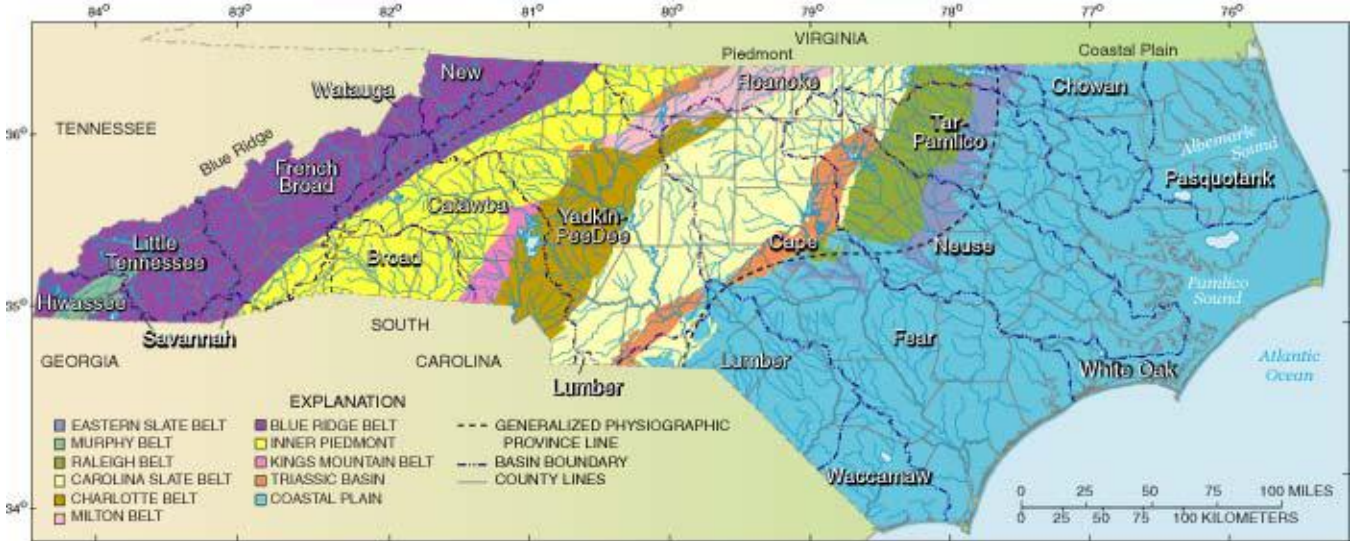 84° 83° 82° 81° 80° 79° 78° 77° 76°
VIRGINIA
Piedmont
Coastal Plain
New
Roanoke
Chowan
Watauga
36°
TENNESSEE
Blue Ridge
Tar-
Pamlico
Albemarle
Sound
French
Broad
Pasquotank
Catawba
Yadkin-
PeeDee
Little
Tennessee
Broad
Cape
Neuse
Hiwassee
35°
Pamlico
Sound
SOUTH
Savannah
Fear
GEORGIA
CAROLINA
Lumber
White Oak
Atlantic
Ocean
Lumber
EXPLANATION
EASTERN SLATE BELT
MURPHY BELT
RALEIGH BELT
CAROLINA SLATE BELT
CHARLOTTE BELT
MILTON BELT
BLUE RIDGE BELT
INNER PIEDMONT
KINGS MOUNTAIN BELT
TRIASSIC BASIN
COASTAL PLAIN
GENERALIZED PHYSIOGRAPHIC
PROVINCE LINE
BASIN BOUNDARY
COUNTY LINES
Waccamaw
34°
0 25 50 75 100 MILES
0 25 50 75 100 KILOMETERS